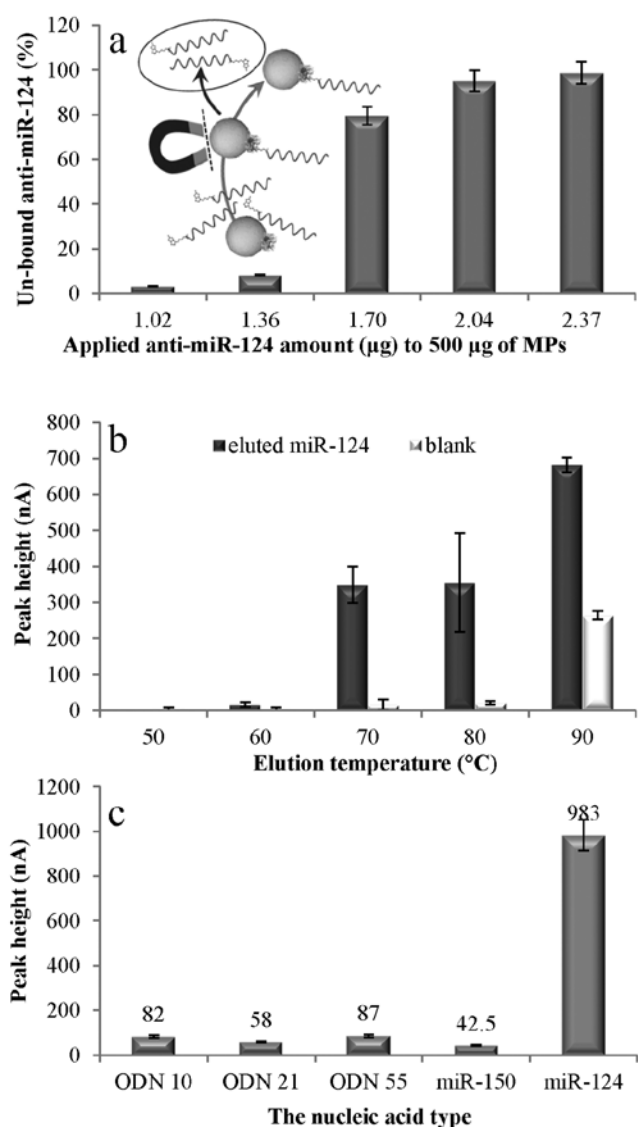 a
Un-bound anti-miR-124 (%)
120
100
80
60
40
20
0
1.02 1.36 1.70 2.04 2.37
Applied anti-miR-124 amount (µg) to 500 µg of MPs
b
eluted miR-124 blank
Peak height (nA)
800
700
600
500
400
300
200
100
0
50 60 70 80 90
Elution temperature (°C)
c
Peak height (nA)
1200
1000
800
600
400
200
0
82 58 87 42.5 983
ODN 10 ODN 21 ODN 55 miR-150 miR-124
The nucleic acid type